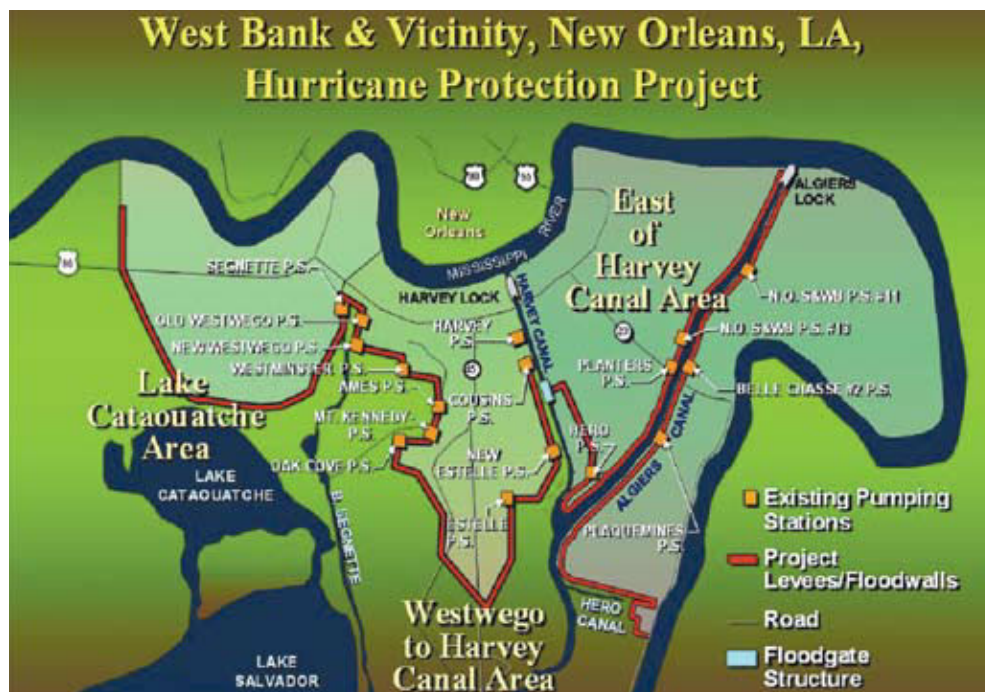 West Bank & Vicinity, New Orleans, LA,
Hurricane Protection Project
ALGIERS
LOCK
90
New
Orleans
MISSISSIPPI
RIVER
East
of
Harvey
Canal Area
90
SEGNETTE P.S.
HARVEY LOCK
HARVEY CANAL
N.O. S&WB P.S. #11
OLD WESTWEGO P.S.
HARVEY
P.S.
N.O. S&WB P.S. #13
NEW WESTWEGO P.S.
WESTMINSTER P.S.
PLANTERS
P.S.
BELLE CHASSE #2 P.S.
AMES P.S.
COUSINS
P.S.
Lake
Cataouatche
Area
MT. KENNEDY
P.S.
HERO
P.S.
ALGIERS
CANAL
OAK COVE P.S.
NEW
ESTELLE P.S.
LAKE
CATAOUATCHE
B. SEGNETTE
ESTELLE
P.S.
PLAQUEMINES
P.S.
Existing Pumping
Stations
Project
Levees/Floodwalls
HERO
CANAL
Road
Westwego
to Harvey
Canal Area
Floodgate
Structure
LAKE
SALVADOR